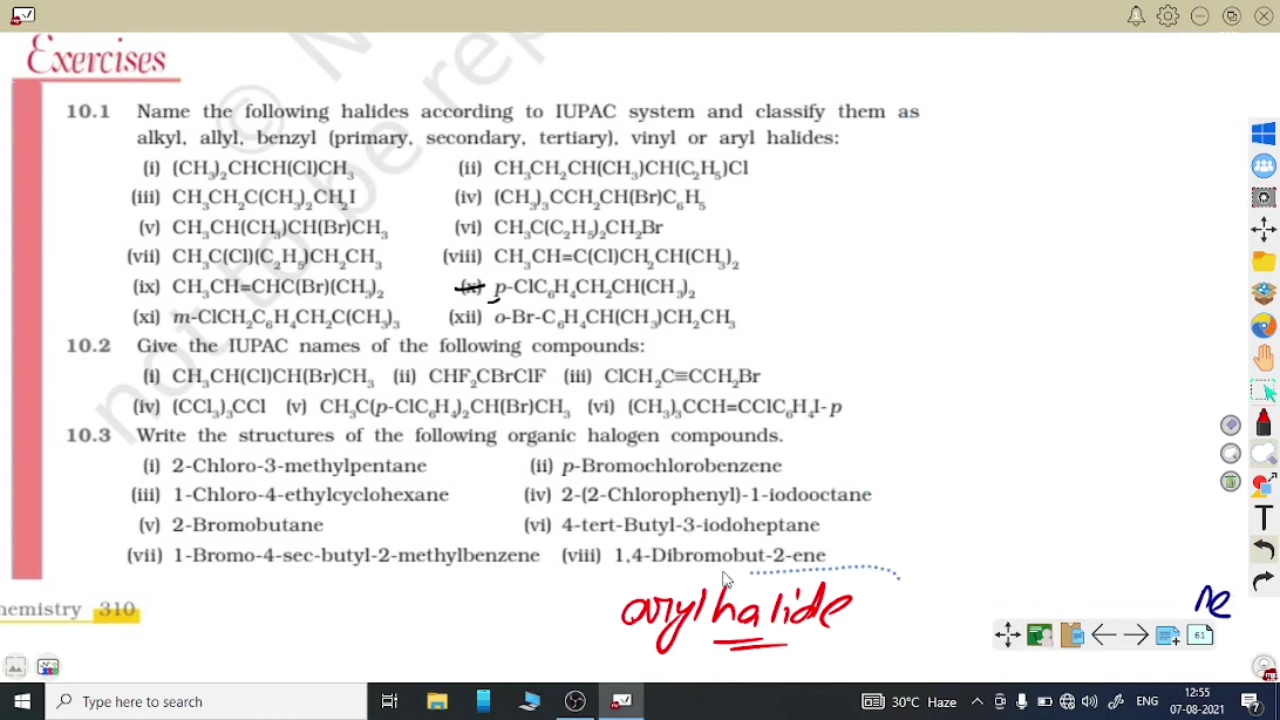 Exercises
10.1 Name the following halides according to IUPAC system and classify them as
alkyl, allyl, benzyl (primary, secondary, tertiary), vinyl or aryl halides:
(i) (CH₃)₂CHCH(Cl)CH₃ (ii) CH₃CH₂CH(CH₃)CH(C₂H₅)Cl
(iii) CH₃CH₂C(CH₃)₂CH₂I (iv) (CH₃)₃CCH₂CH(Br)C₆H₅
(v) CH₃CH(CH₃)CH(Br)CH₃ (vi) CH₃C(C₂H₅)₂CH₂Br
(vii) CH₃C(Cl)(C₂H₅)CH₂CH₃ (viii) CH₃CH=C(Cl)CH₂CH(CH₃)₂
(ix) CH₃CH=CHC(Br)(CH₃)₂ (x) p-ClC₆H₄CH₂CH(CH₃)₂
(xi) m-ClCH₂C₆H₄CH₂C(CH₃)₃ (xii) o-Br-C₆H₄CH(CH₃)CH₂CH₃
10.2 Give the IUPAC names of the following compounds:
(i) CH₃CH(Cl)CH(Br)CH₃ (ii) CHF₂CBrClF (iii) ClCH₂C≡CCH₂Br
(iv) (CCl₃)₃CCl (v) CH₃C(p-ClC₆H₄)₂CH(Br)CH₃ (vi) (CH₃)₃CCH=CClC₆H₄I-p
10.3 Write the structures of the following organic halogen compounds.
(i) 2-Chloro-3-methylpentane (ii) p-Bromochlorobenzene
(iii) 1-Chloro-4-ethylcyclohexane (iv) 2-(2-Chlorophenyl)-1-iodooctane
(v) 2-Bromobutane (vi) 4-tert-Butyl-3-iodoheptane
(vii) 1-Bromo-4-sec-butyl-2-methylbenzene (viii) 1,4-Dibromobut-2-ene
hemistry 310
aryl halide
ne
61
Type here to search
30°C Haze
ENG
12:55
07-08-2021
7
© N
not to be rep
T